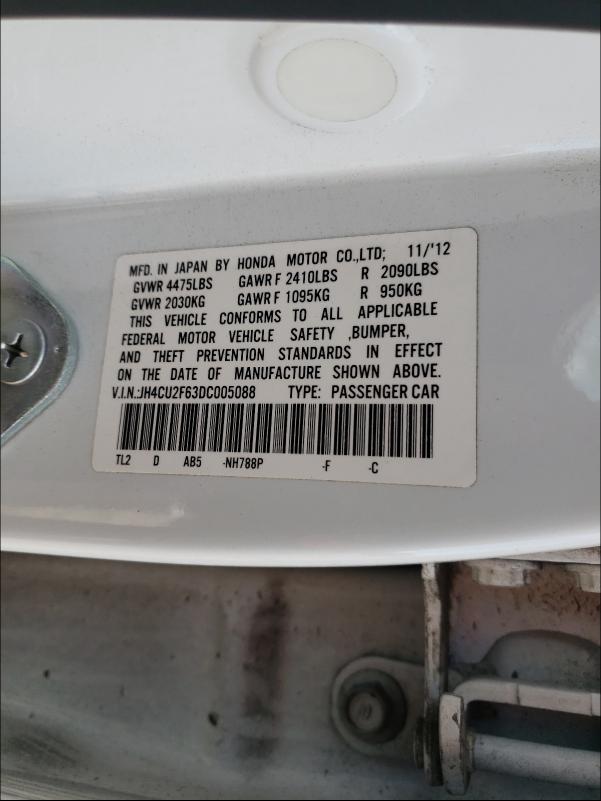 MFD. IN JAPAN BY HONDA MOTOR CO.,LTD; 11/'12
GVWR 4475LBS GAWR F 2410LBS R 2090LBS
GVWR 2030KG GAWR F 1095KG R 950KG
THIS VEHICLE CONFORMS TO ALL APPLICABLE
FEDERAL MOTOR VEHICLE SAFETY ,BUMPER,
AND THEFT PREVENTION STANDARDS IN EFFECT
ON THE DATE OF MANUFACTURE SHOWN ABOVE.
V.I.N.:JH4CU2F63DC005088 TYPE: PASSENGER CAR
TL2 D AB5 -NH788P -F -C